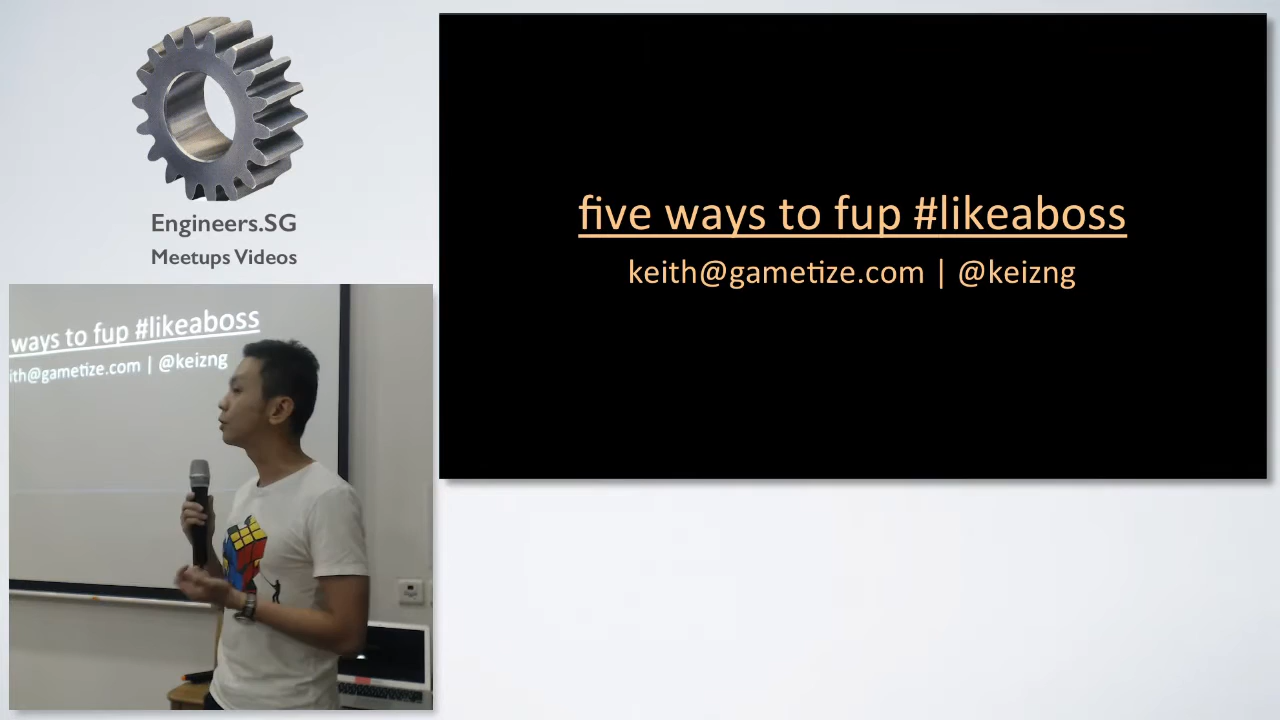 Engineers.SG
Meetups Videos
five ways to fup #likeaboss
keith@gametize.com | @keizng
ways to fup #likeaboss
ith@gametize.com | @keizng